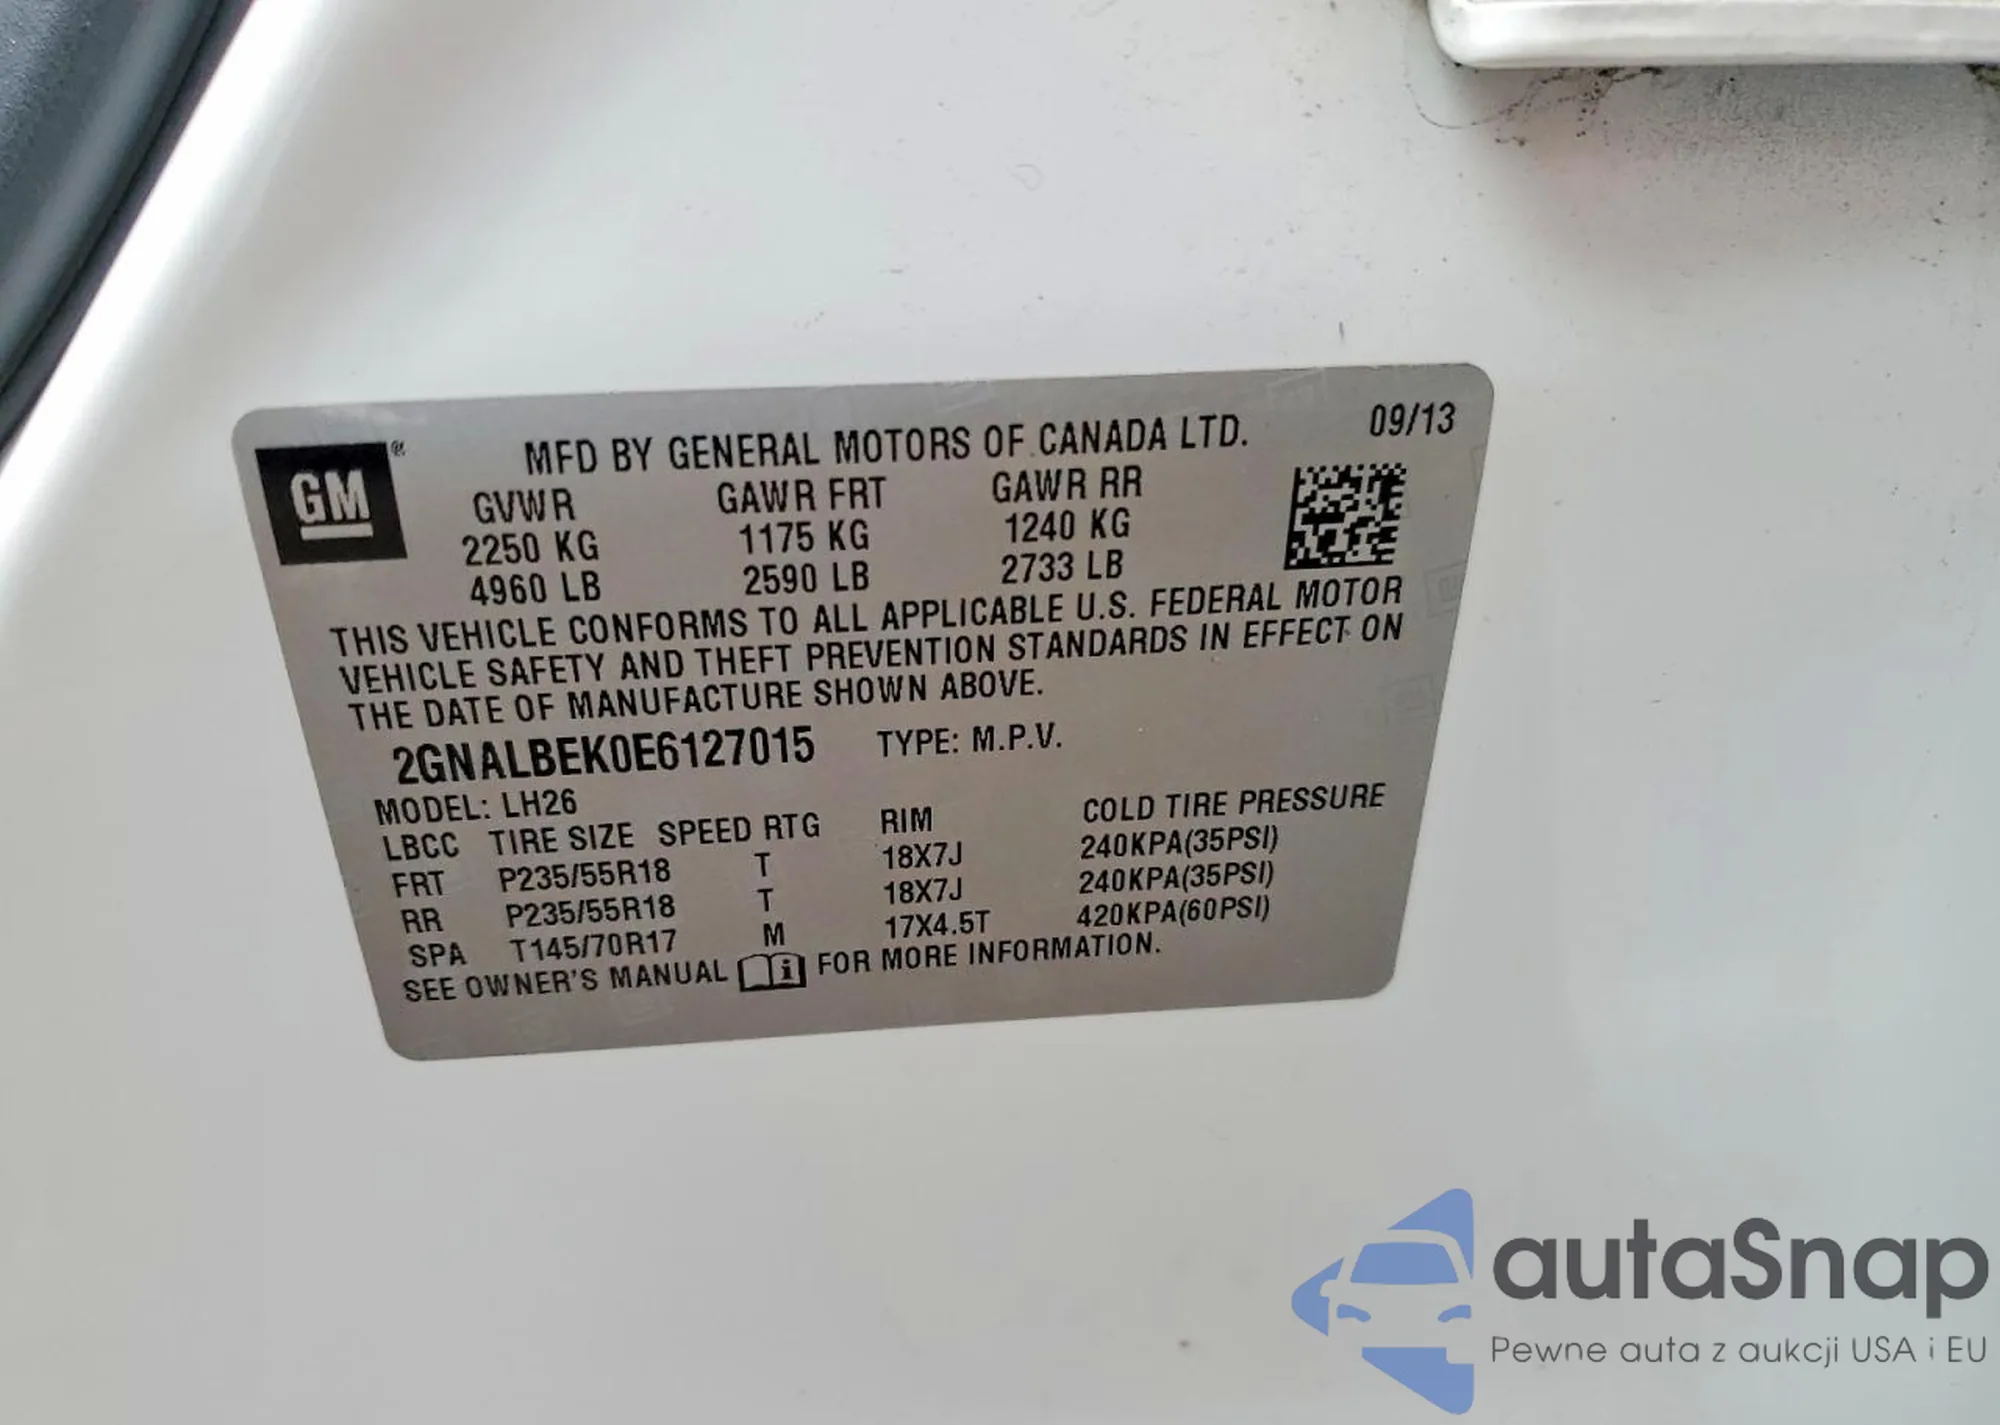 MFD BY GENERAL MOTORS OF CANADA LTD. 09/13
GM
GVWR GAWR FRT GAWR RR
2250 KG 1175 KG 1240 KG
4960 LB 2590 LB 2733 LB
THIS VEHICLE CONFORMS TO ALL APPLICABLE U.S. FEDERAL MOTOR
VEHICLE SAFETY AND THEFT PREVENTION STANDARDS IN EFFECT ON
THE DATE OF MANUFACTURE SHOWN ABOVE.
2GNALBEK0E6127015 TYPE: M.P.V.
MODEL: LH26
LBCC TIRE SIZE SPEED RTG RIM COLD TIRE PRESSURE
FRT P235/55R18 T 18X7J 240KPA(35PSI)
RR P235/55R18 T 18X7J 240KPA(35PSI)
SPA T145/70R17 M 17X4.5T 420KPA(60PSI)
SEE OWNER'S MANUAL FOR MORE INFORMATION.
autaSnap
Pewne auta z aukcji USA i EU